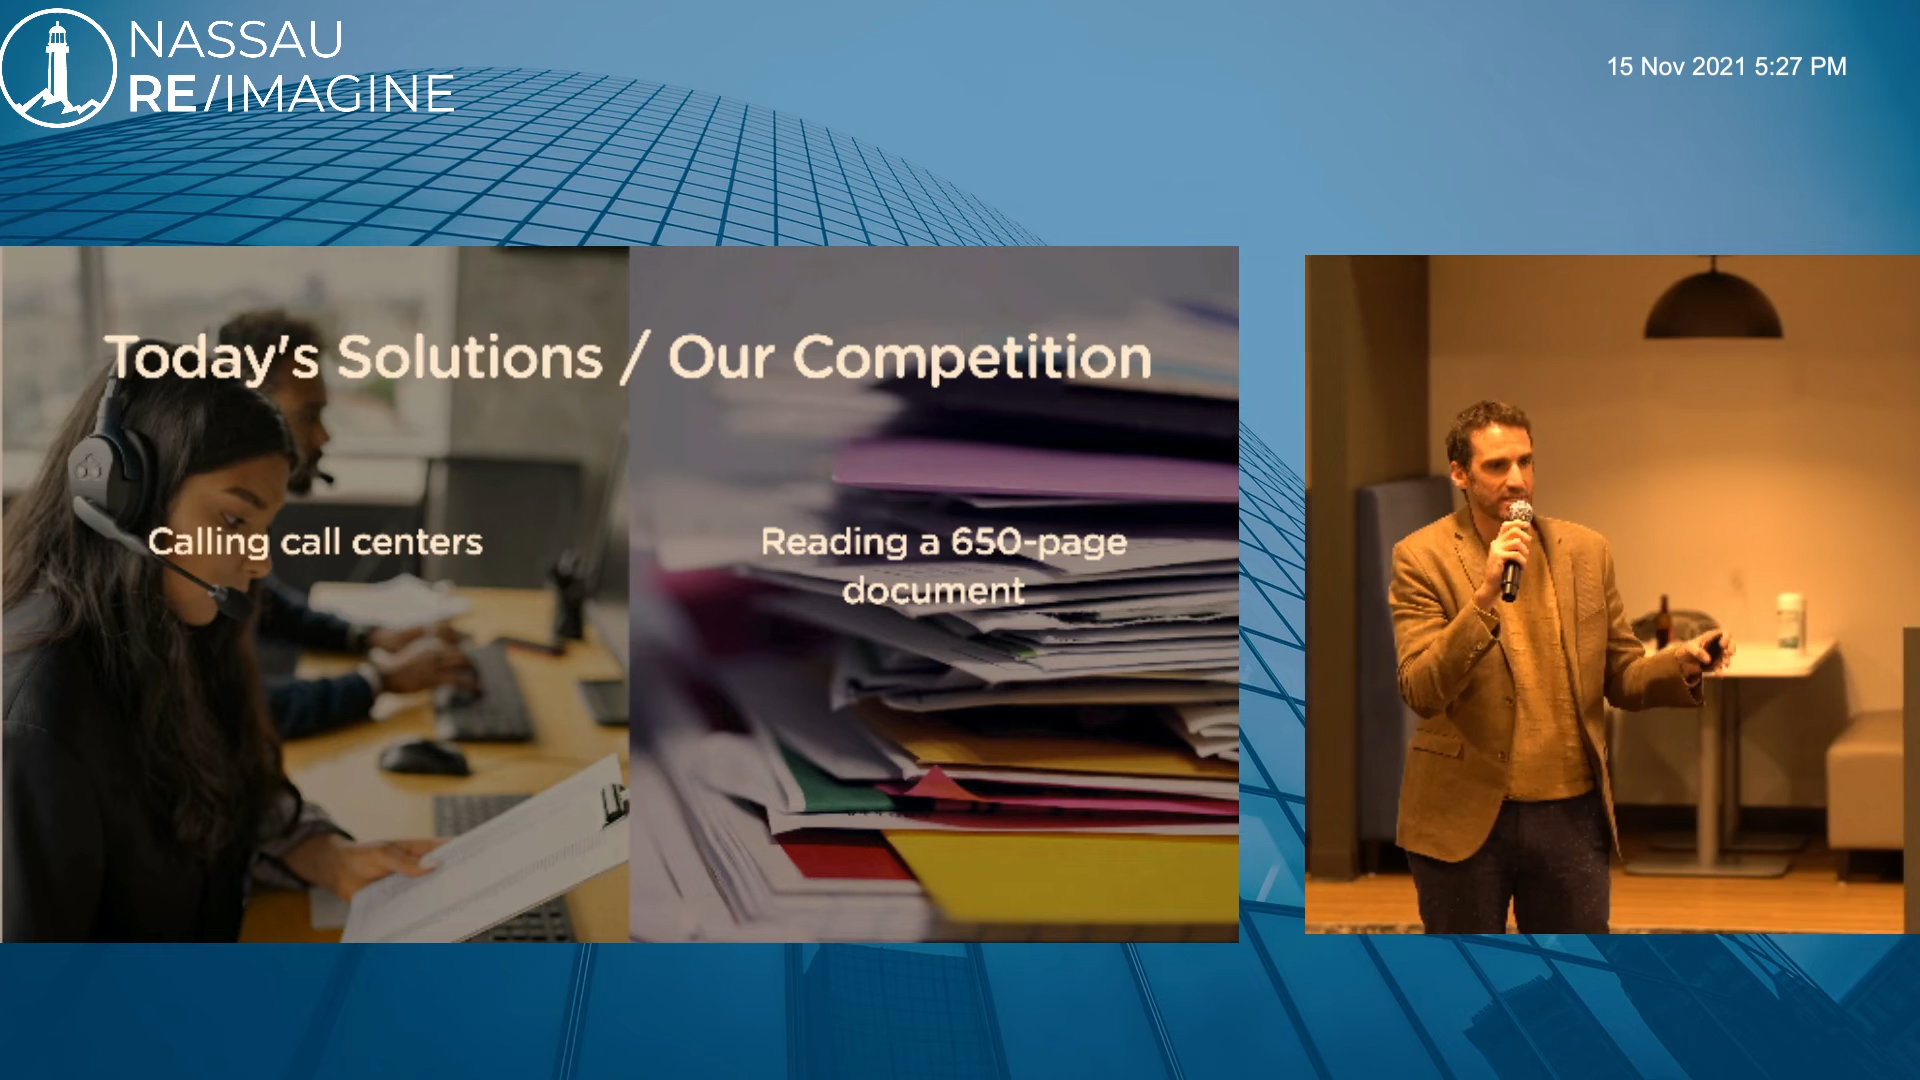 NASSAU
RE/IMAGINE
15 Nov 2021 5:27 PM
Today's Solutions / Our Competition
Calling call centers
Reading a 650-page
document